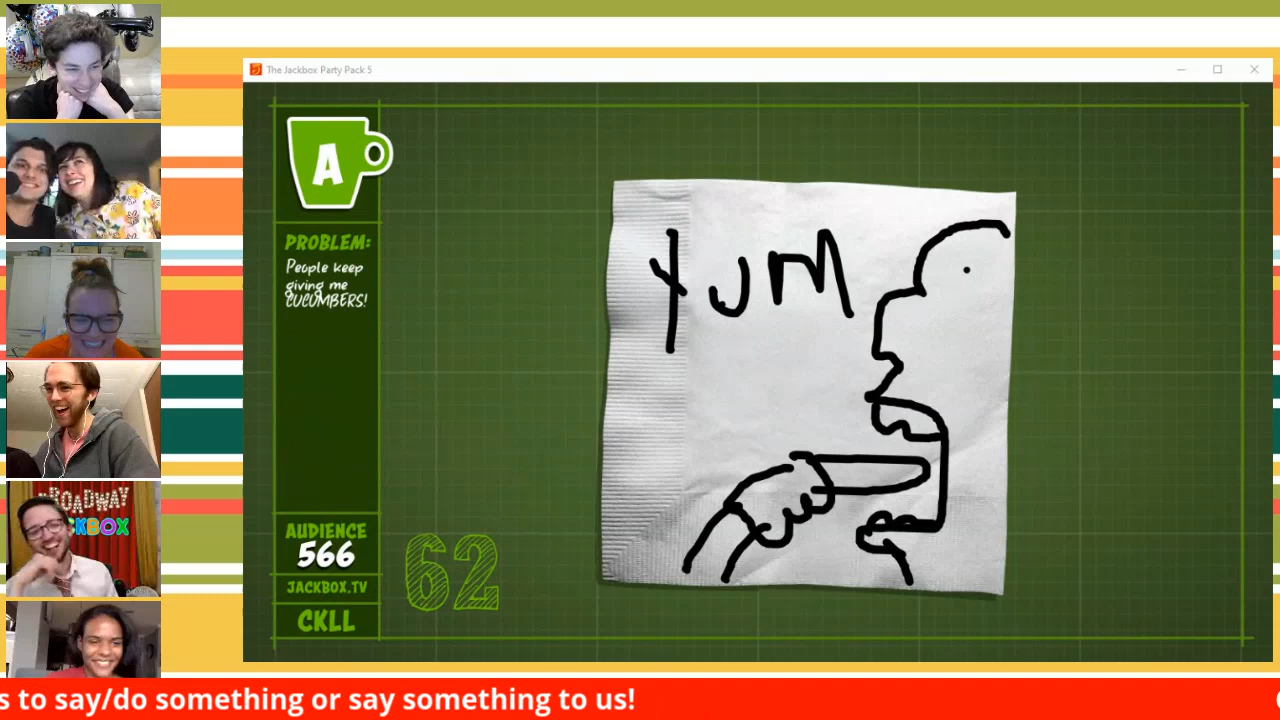 The Jackbox Party Pack 5
A
PROBLEM:
People keep
giving me
CUCUMBERS!
YUM
AUDIENCE
566
JACKBOX.TV
CKLL
62
BROADWAY
CKBOX
s to say/do something or say something to us!